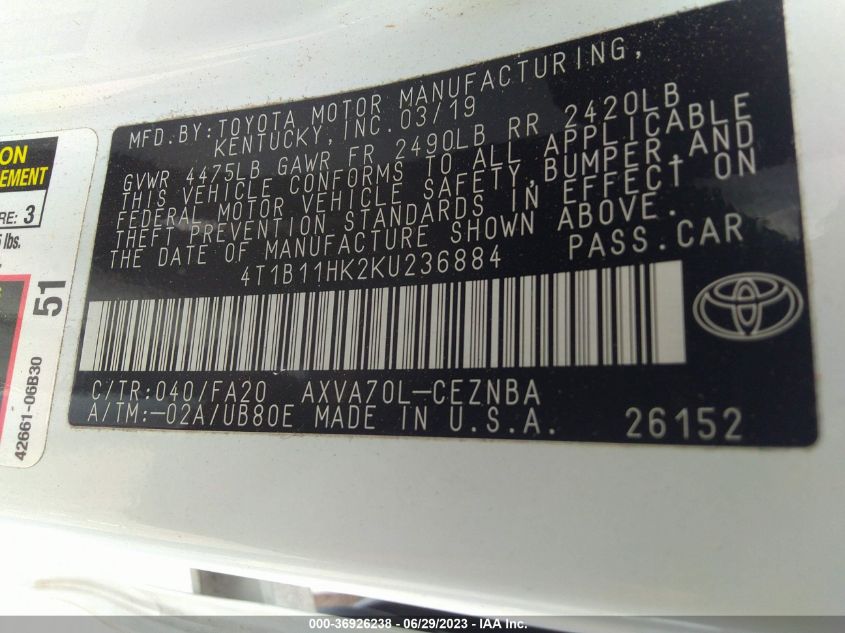 MFD.BY:TOYOTA MOTOR MANUFACTURING,
KENTUCKY, INC. 03/19
GVWR 4475LB GAWR FR 2490LB RR 2420LB
THIS VEHICLE CONFORMS TO ALL APPLICABLE
FEDERAL MOTOR VEHICLE SAFETY,BUMPER,AND
THEFT PREVENTION STANDARDS IN EFFECT ON
THE DATE OF MANUFACTURE SHOWN ABOVE.
4T1B11HK2KU236884 PASS.CAR
C/TR:040/FA20 AXVA70L-CEZNBA
A/TM:-02A/UB80E MADE IN U.S.A. 26152
ON
EMENT
RE: 3
lbs.
51
42661-06B30
000-36926238 - 06/29/2023 - IAA Inc.